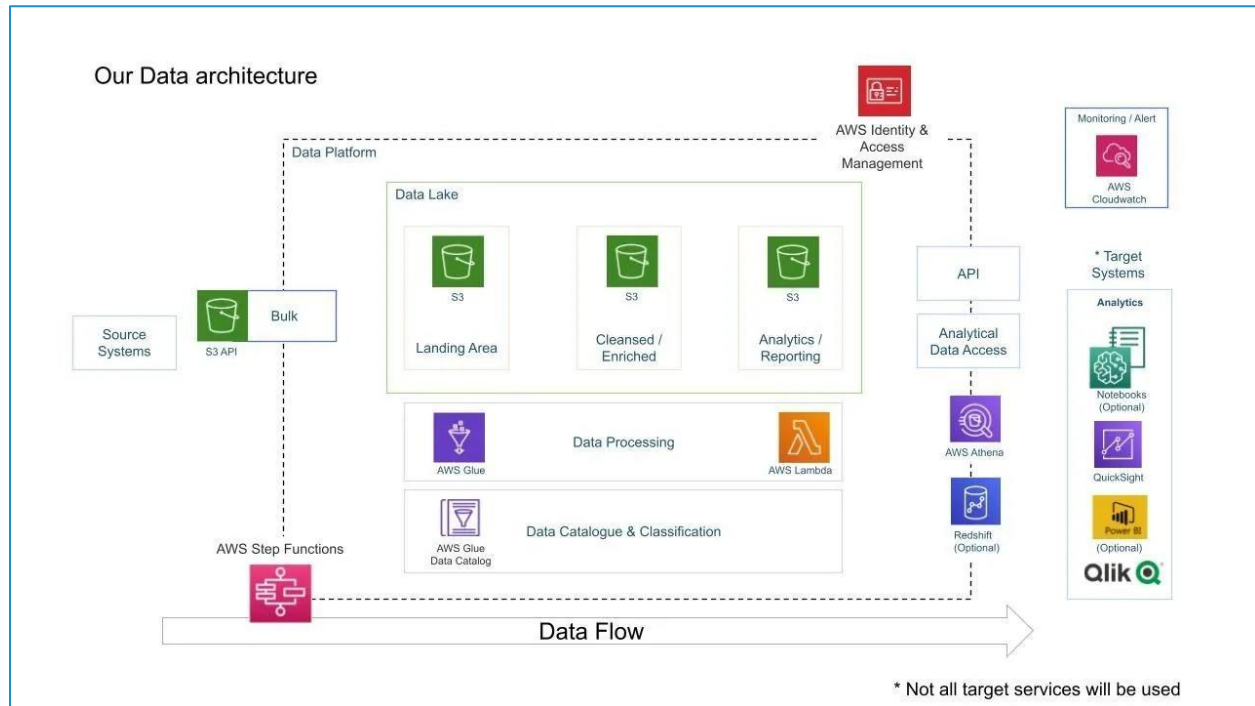 Our Data architecture
AWS Identity &
Access
Management
Monitoring / Alert
AWS
Cloudwatch
Data Platform
Data Lake
S3
Landing Area
S3
Cleansed /
Enriched
S3
Analytics /
Reporting
Source
Systems
S3 API
Bulk
API
Analytical
Data Access
* Target
Systems
Analytics
Notebooks
(Optional)
QuickSight
Power BI
(Optional)
Qlik Q
AWS Glue
Data Processing
AWS Lambda
AWS Athena
AWS Glue
Data Catalog
Data Catalogue & Classification
Redshift
(Optional)
AWS Step Functions
Data Flow
* Not all target services will be used